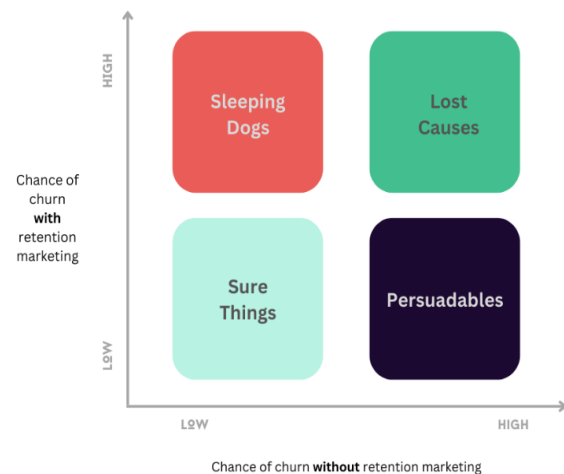 HIGH
Sleeping
Dogs
Lost
Causes
Chance of
churn
with
retention
marketing
Sure
Things
Persuadables
LOW
LOW
HIGH
Chance of churn without retention marketing